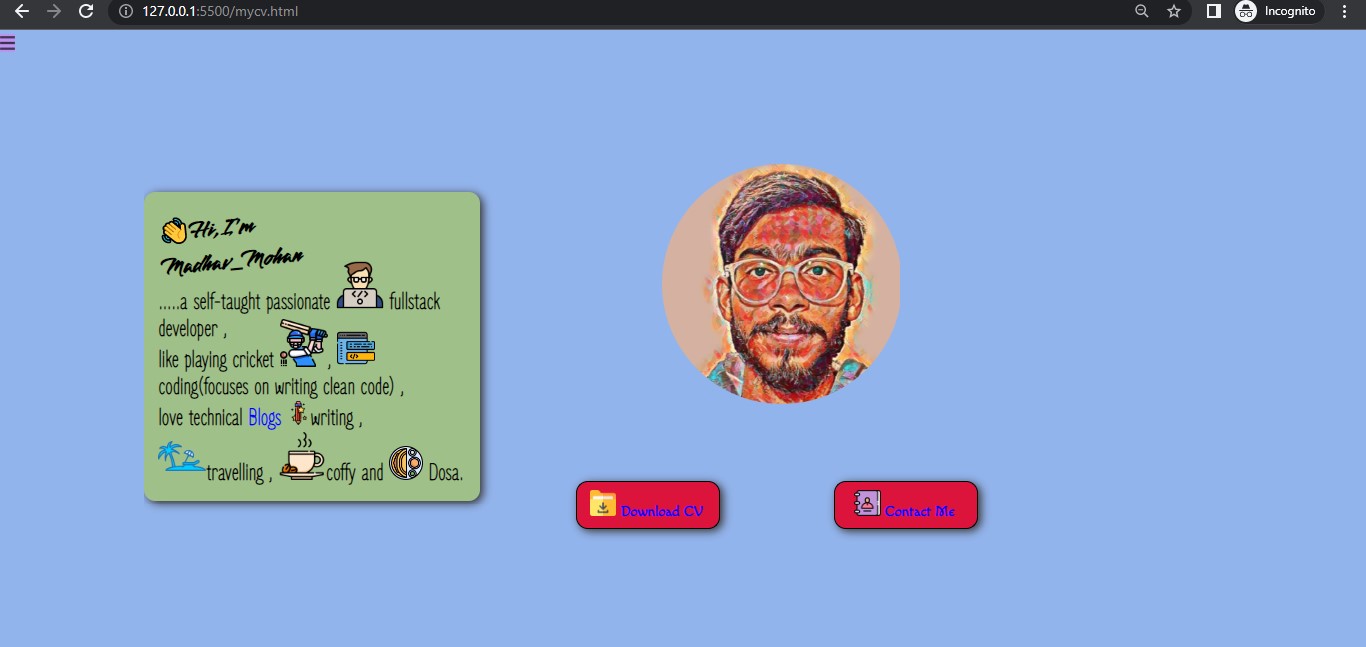 127.0.0.1:5500/mycv.html
Incognito
Hi,I'm
Madhav_Mohan
.....a self-taught passionate fullstack
developer ,
like playing cricket ,
coding(focuses on writing clean code) ,
love technical Blogs writing ,
travelling , coffy and Dosa.
Download CV
Contact Me